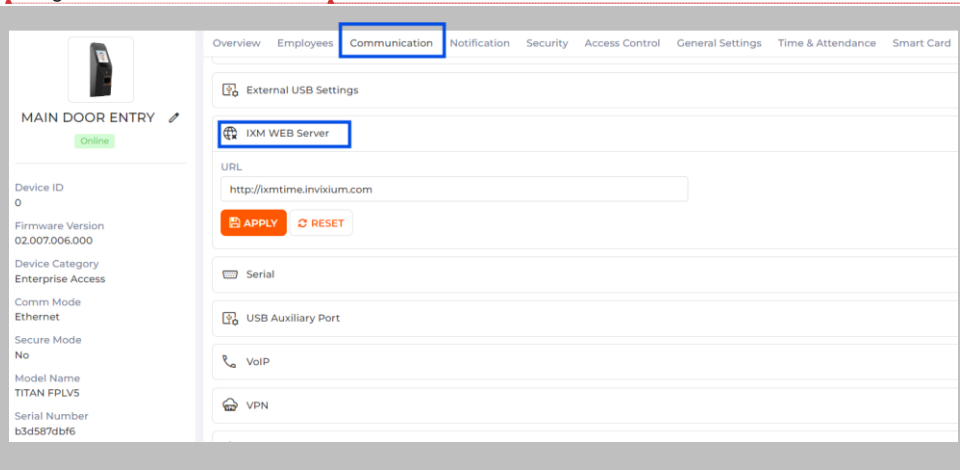 Overview Employees Communication Notification Security Access Control General Settings Time & Attendance Smart Card
External USB Settings
MAIN DOOR ENTRY
Online
IXM WEB Server
URL
http://ixmtime.invixium.com
APPLY RESET
Device ID
0
Firmware Version
02.007.006.000
Device Category
Enterprise Access
Comm Mode
Ethernet
Secure Mode
No
Model Name
TITAN FPLV5
Serial Number
b3d587dbf6
Serial
USB Auxiliary Port
VoIP
VPN